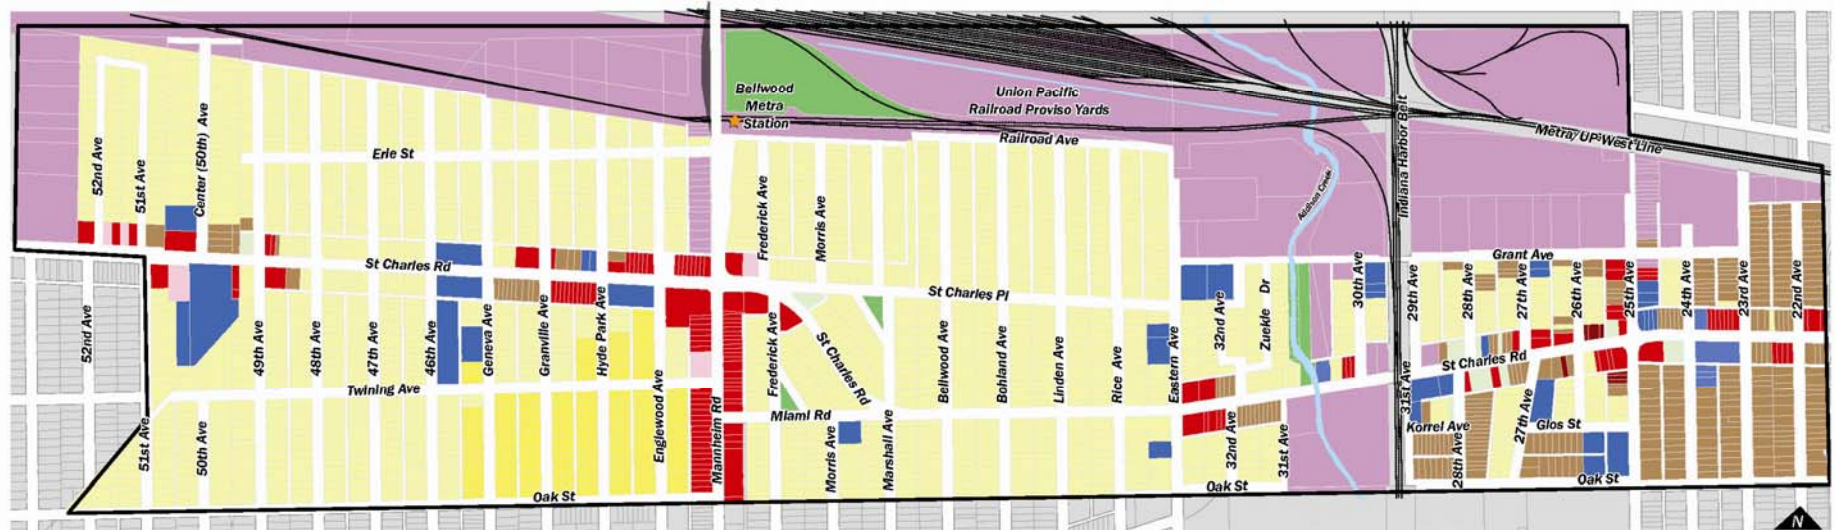 Bellwood
Metra
Station
Union Pacific
Railroad Proviso Yards
Railroad Ave
Metra/UP West Line
Indiana Harbor Belt
Addison Creek
52nd Ave
51st Ave
Center (50th) Ave
Erie St
Frederick Ave
Morris Ave
St Charles Rd
St Charles Pl
Grant Ave
52nd Ave
49th Ave
48th Ave
47th Ave
46th Ave
Geneva Ave
Granville Ave
Hyde Park Ave
Frederick Ave
St Charles Rd
Bellwood Ave
Bohland Ave
Linden Ave
Rice Ave
Eastern Ave
32nd Ave
Zuekle Dr
30th Ave
29th Ave
28th Ave
27th Ave
26th Ave
25th Ave
24th Ave
23rd Ave
22nd Ave
St Charles Rd
Twining Ave
Miami Rd
31st Ave
51st Ave
50th Ave
Englewood Ave
Mannheim Rd
Morris Ave
Marshall Ave
32nd Ave
31st Ave
Korrel Ave
28th Ave
27th Ave
Glos St
Oak St
Oak St
Oak St
N